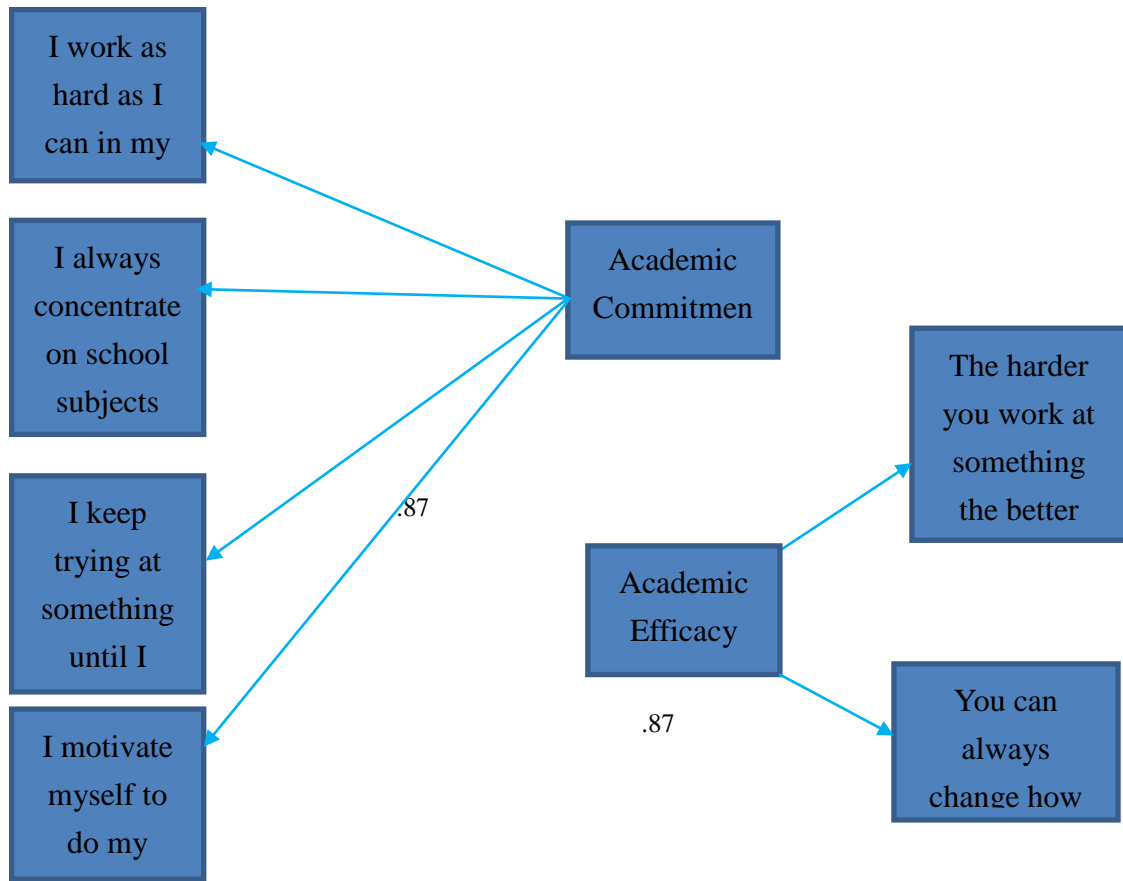 I work as
hard as I
can in my
I always
concentrate
on school
subjects
I keep
trying at
something
until I
I motivate
myself to
do my
.87
Academic
Commitmen
Academic
Efficacy
.87
The harder
you work at
something
the better
You can
always
change how